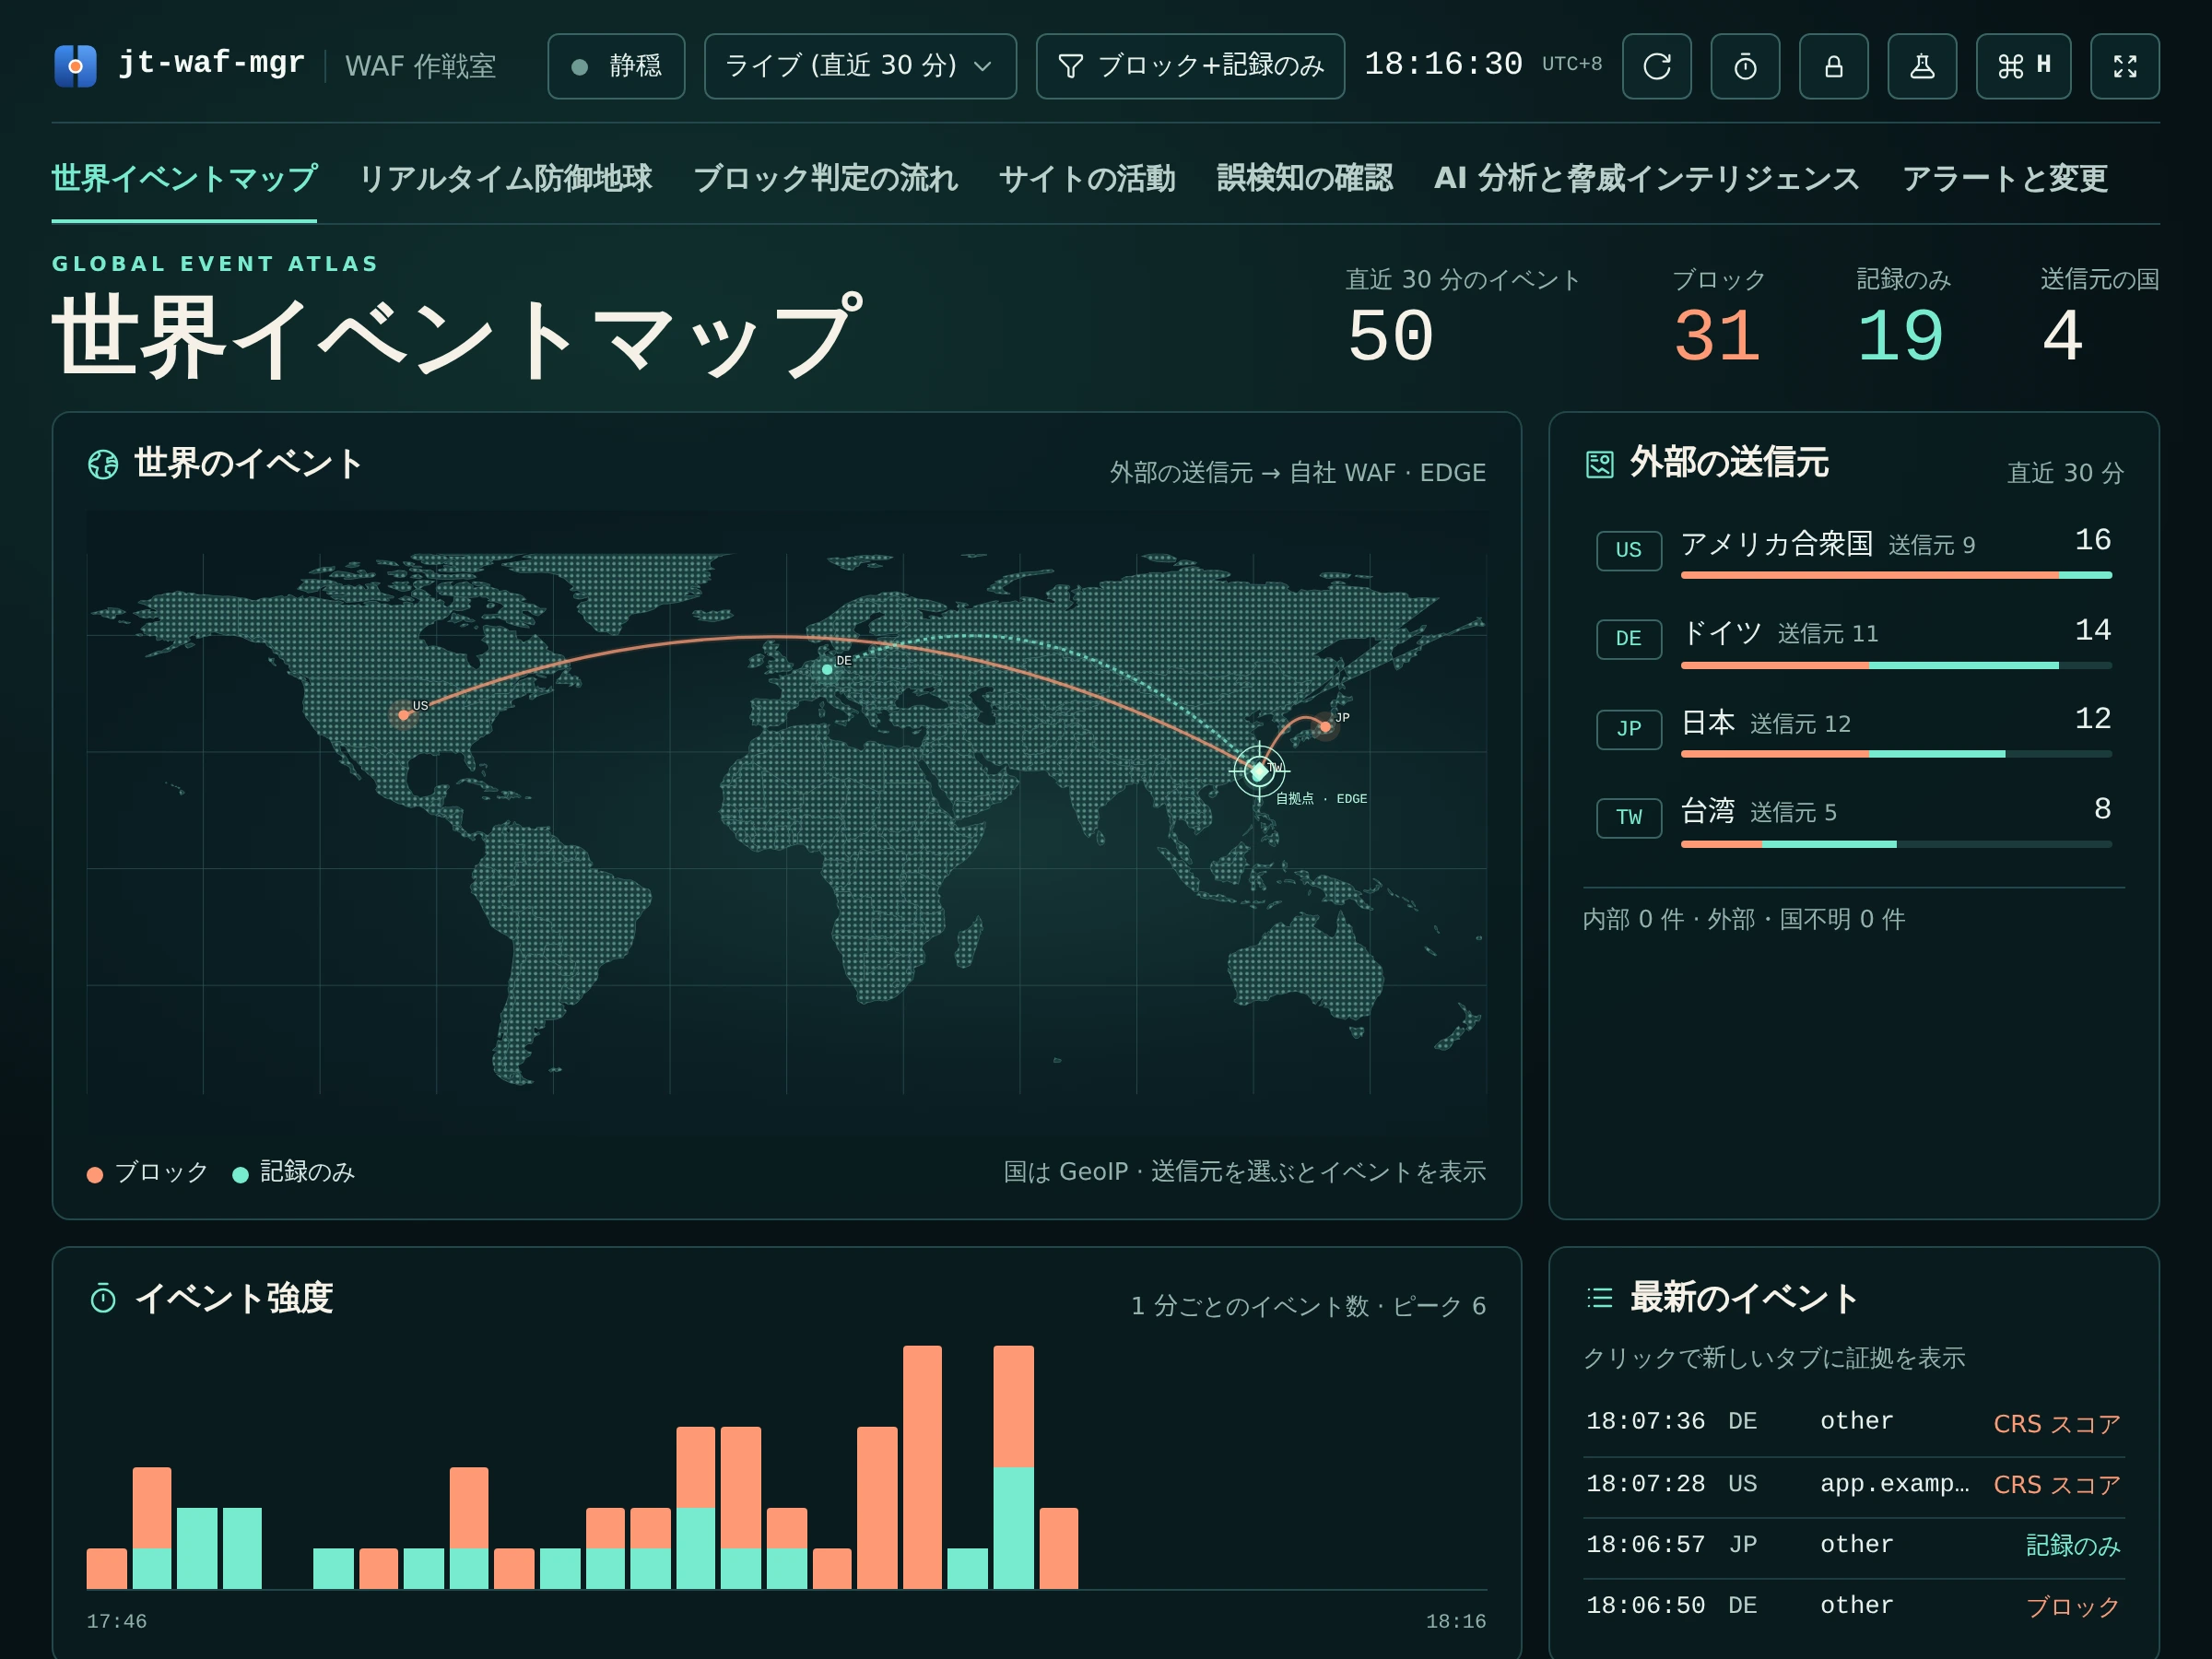 jt-waf-mgr WAF 作戦室 静穏 ライブ (直近 30 分) ブロック+記録のみ 18:16:30 UTC+8 ⌘ H
世界イベントマップ リアルタイム防御地球 ブロック判定の流れ サイトの活動 誤検知の確認 AI 分析と脅威インテリジェンス アラートと変更
GLOBAL EVENT ATLAS
世界イベントマップ
直近 30 分のイベント ブロック 記録のみ 送信元の国
50 31 19 4
世界のイベント 外部の送信元 → 自社 WAF · EDGE
DE
US
JP
TW
自拠点 · EDGE
ブロック 記録のみ 国は GeoIP · 送信元を選ぶとイベントを表示
外部の送信元 直近 30 分
US アメリカ合衆国 送信元 9 16
DE ドイツ 送信元 11 14
JP 日本 送信元 12 12
TW 台湾 送信元 5 8
内部 0 件 · 外部・国不明 0 件
イベント強度 1 分ごとのイベント数 · ピーク 6
17:46 18:16
最新のイベント
クリックで新しいタブに証拠を表示
18:07:36 DE other CRS スコア
18:07:28 US app.examp… CRS スコア
18:06:57 JP other 記録のみ
18:06:50 DE other ブロック